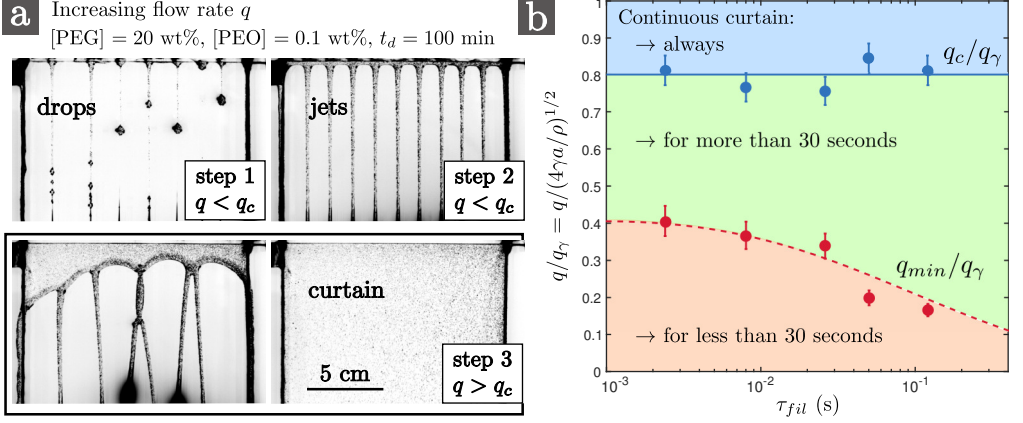 a
Increasing flow rate q
[PEG] = 20 wt%, [PEO] = 0.1 wt%, t_d = 100 min
drops
step 1
q < q_c
jets
step 2
q < q_c
curtain
5 cm
step 3
q > q_c
b
Continuous curtain:
→ always
q_c/q_γ
→ for more than 30 seconds
q_min/q_γ
→ for less than 30 seconds
q/q_γ = q/(4γa/ρ)^{1/2}
1
0.9
0.8
0.7
0.6
0.5
0.4
0.3
0.2
0.1
0
10^{-3}
10^{-2}
10^{-1}
τ_{fil} (s)